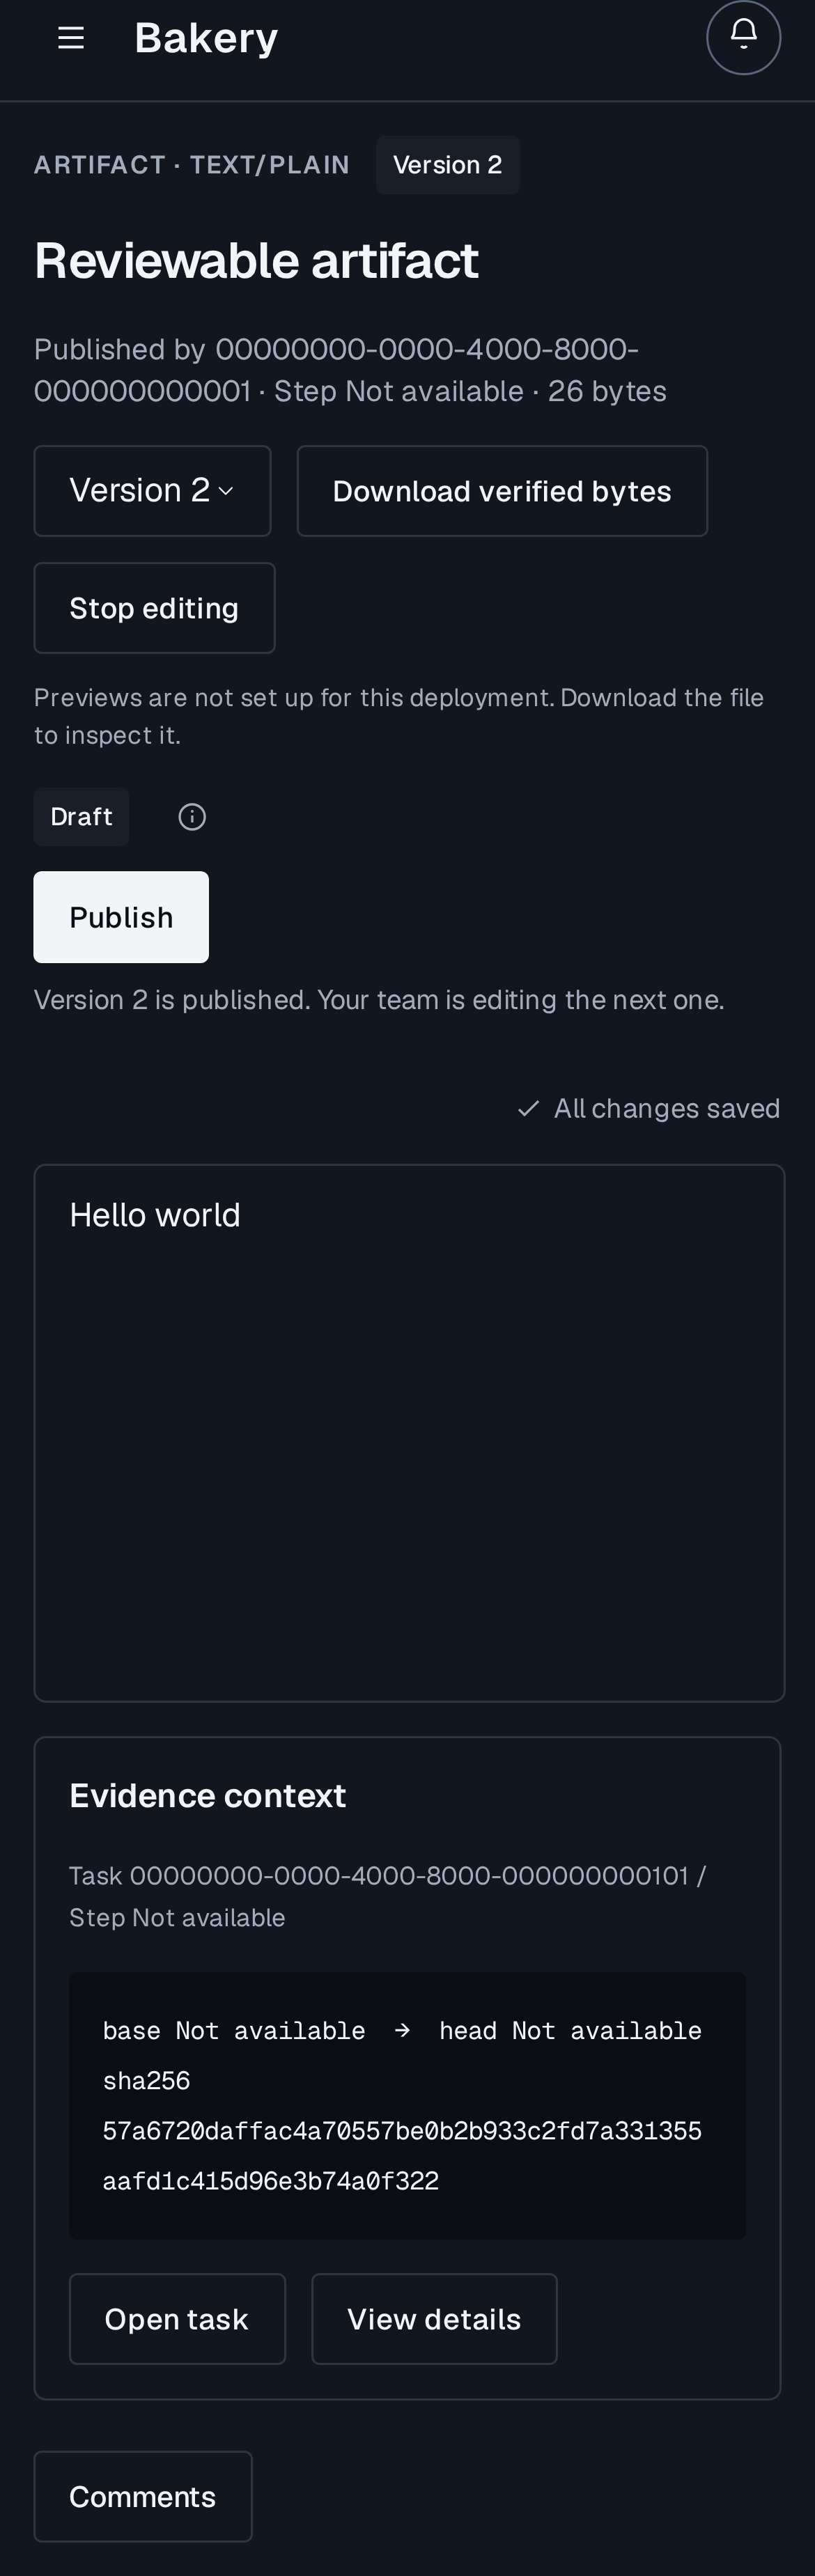 Bakery
ARTIFACT · TEXT/PLAIN Version 2
Reviewable artifact
Published by 00000000-0000-4000-8000-
000000000001 · Step Not available · 26 bytes
Version 2 Download verified bytes
Stop editing
Previews are not set up for this deployment. Download the file
to inspect it.
Draft
Publish
Version 2 is published. Your team is editing the next one.
All changes saved
Hello world
Evidence context
Task 00000000-0000-4000-8000-000000000101 /
Step Not available
base Not available → head Not available
sha256
57a6720daffac4a70557be0b2b933c2fd7a331355
aafd1c415d96e3b74a0f322
Open task View details
Comments